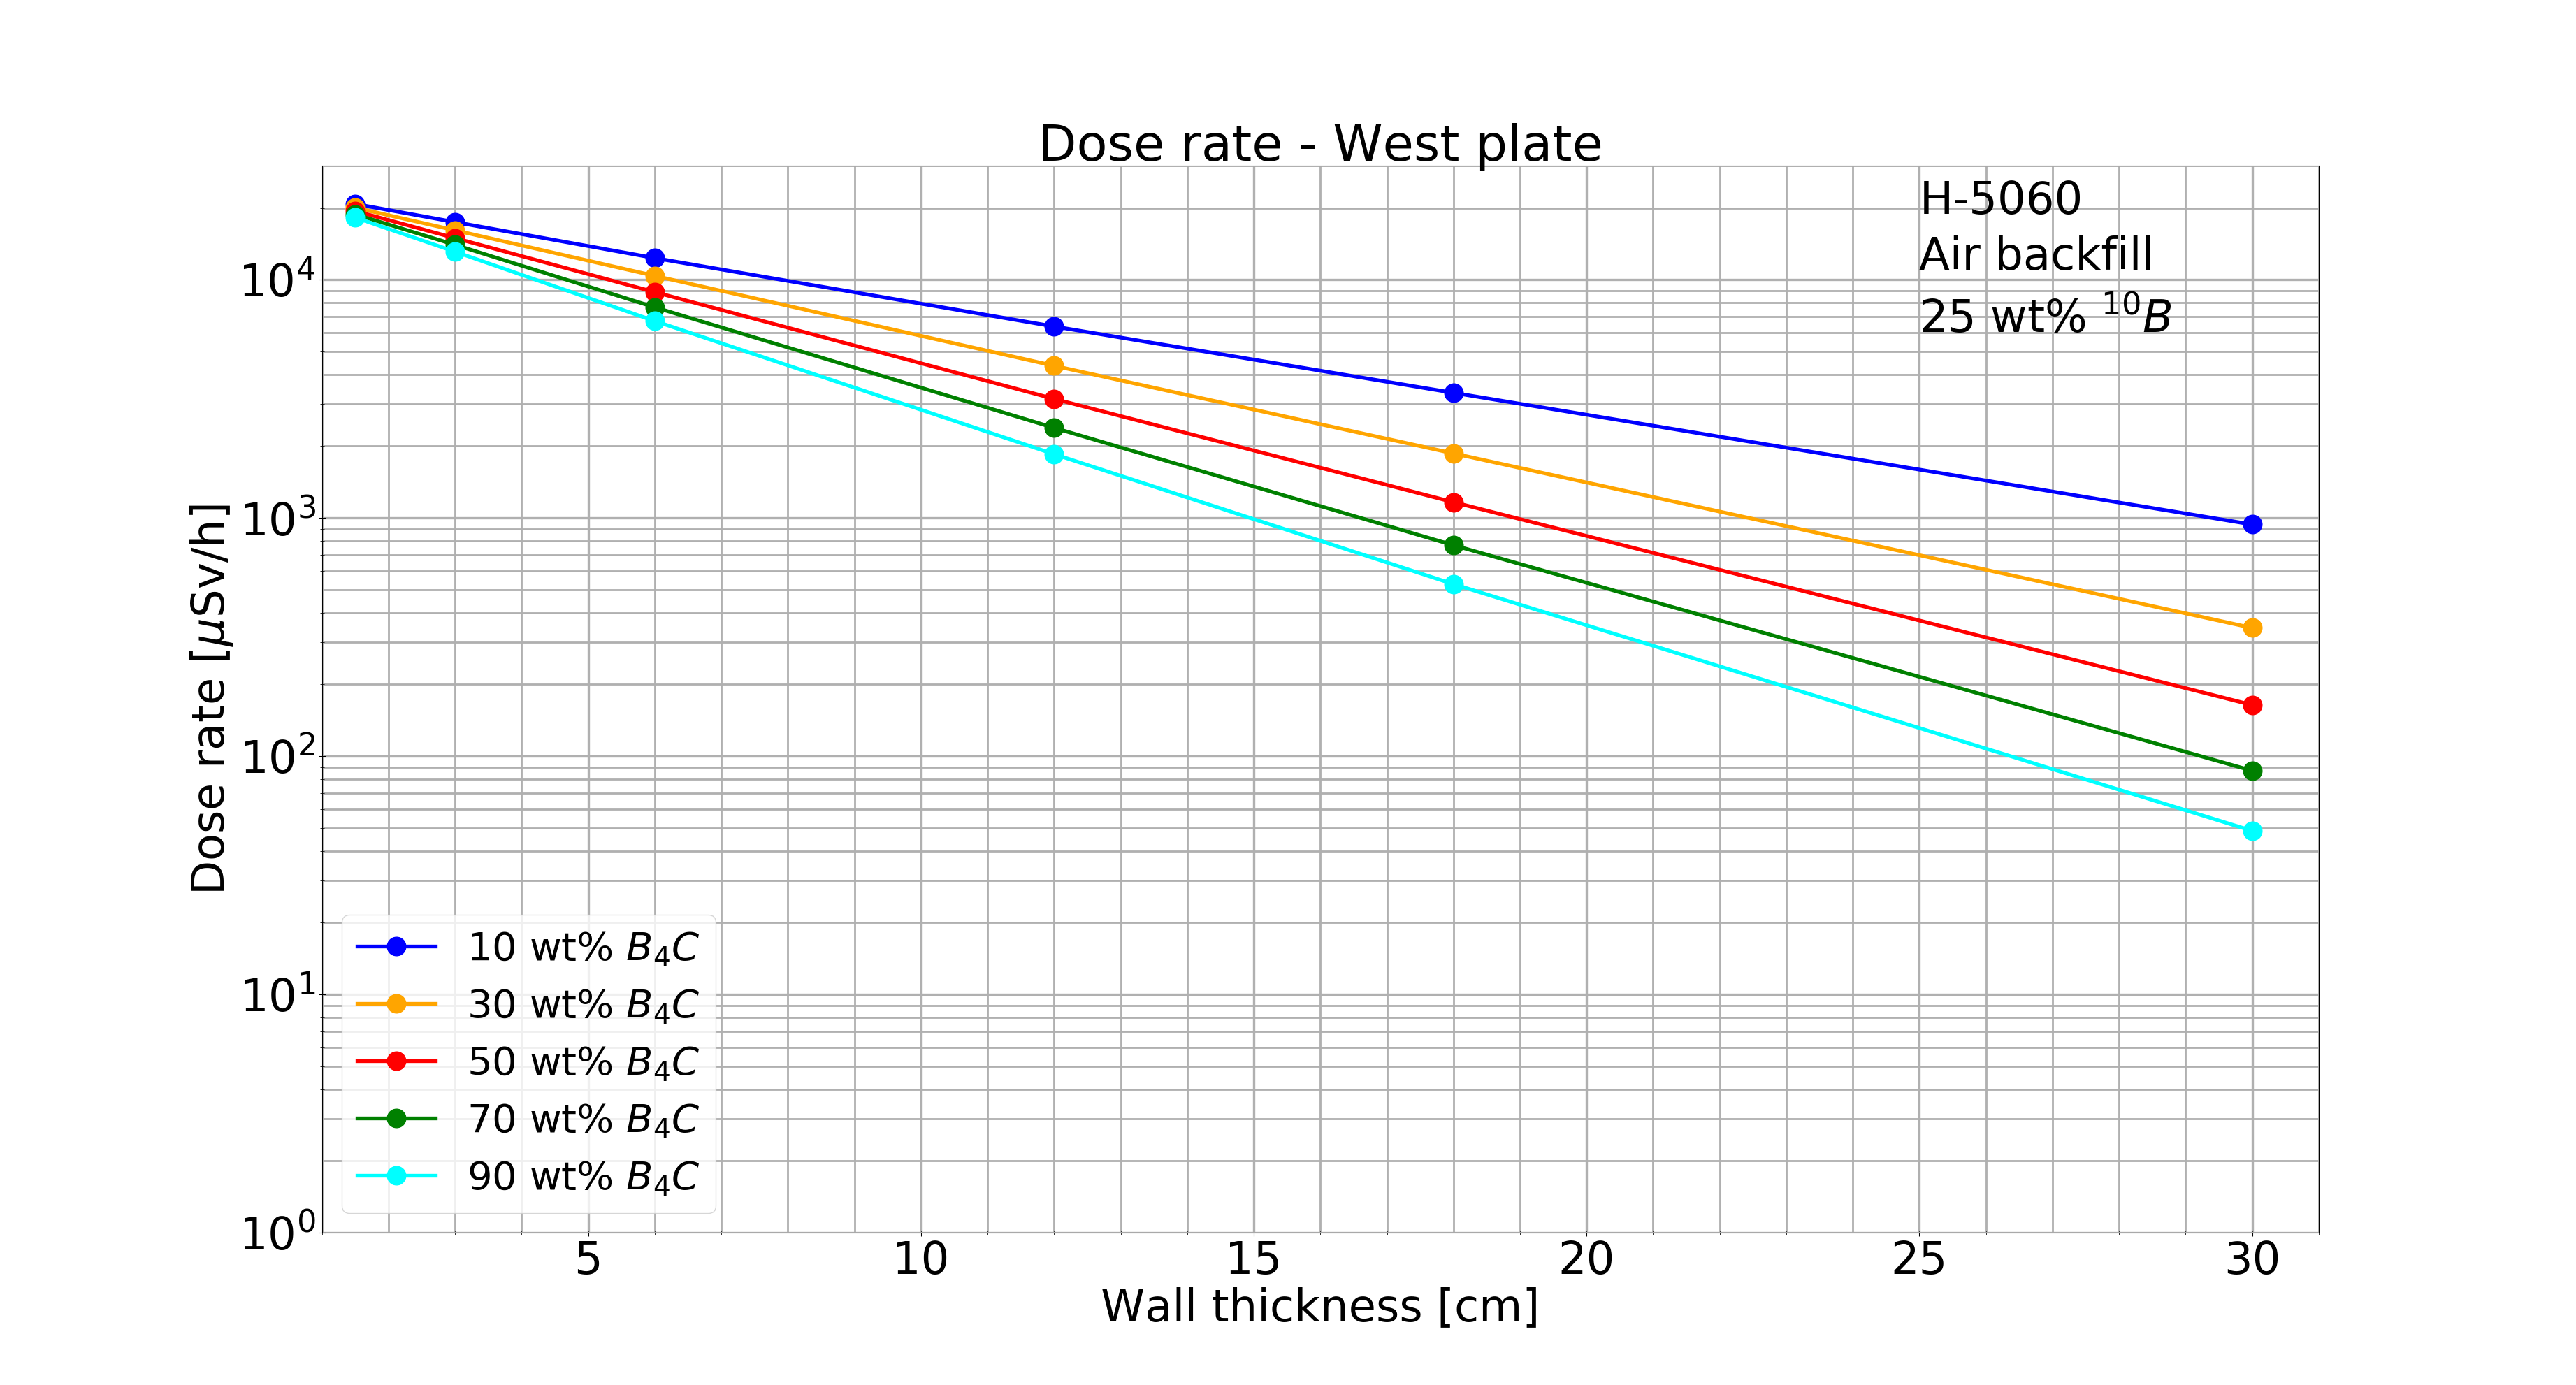 Dose rate - West plate
H-5060
Air backfill
25 wt% ¹⁰B
Dose rate [μSv/h]
10⁴
10³
10²
10¹
10⁰
10 wt% B₄C
30 wt% B₄C
50 wt% B₄C
70 wt% B₄C
90 wt% B₄C
5 10 15 20 25 30
Wall thickness [cm]